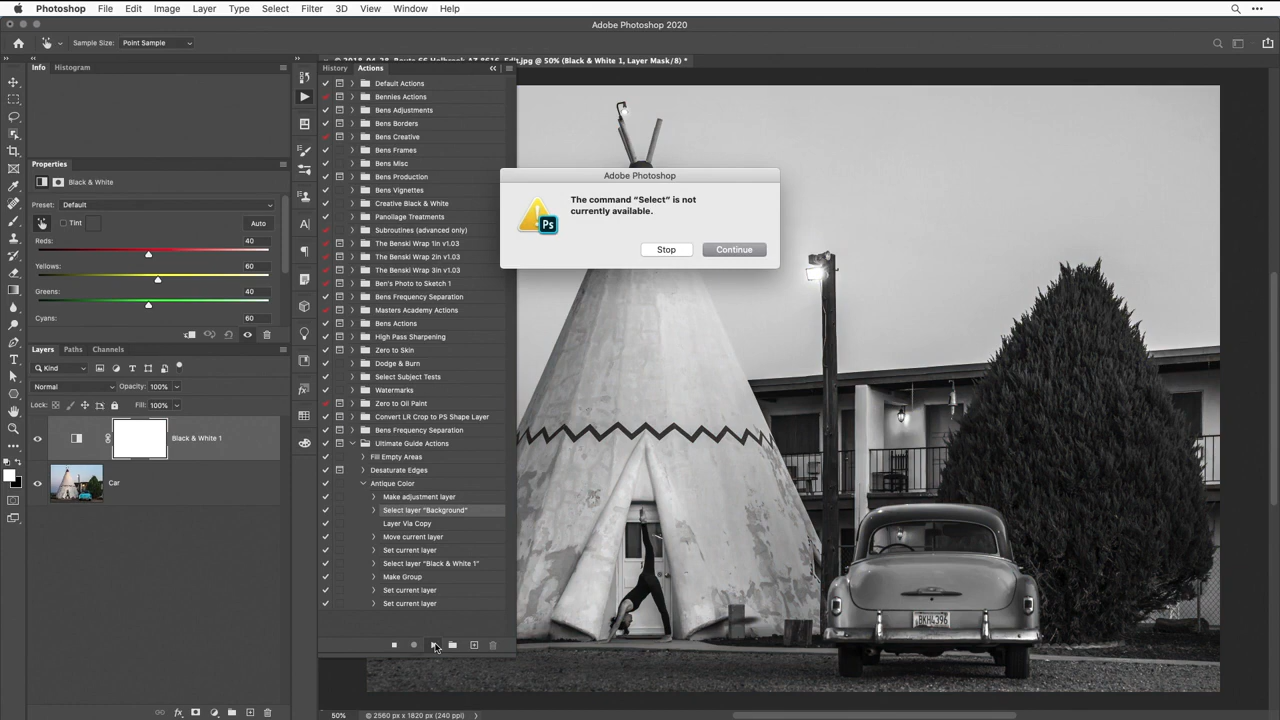 Photoshop File Edit Image Layer Type Select Filter 3D View Window Help
Adobe Photoshop 2020
Sample Size: Point Sample
Info Histogram
Properties
Black & White
Preset: Default
Tint Auto
Reds: 40
Yellows: 60
Greens: 40
Cyans: 60
Layers Paths Channels
Kind
Normal Opacity: 100%
Lock: Fill: 100%
Black & White 1
Car
History Actions
Default Actions
Bennies Actions
Bens Adjustments
Bens Borders
Bens Creative
Bens Frames
Bens Misc
Bens Production
Bens Vignettes
Creative Black & White
Panollage Treatments
Subroutines (advanced only)
The Benski Wrap 1in v1.03
The Benski Wrap 2in v1.03
The Benski Wrap 3in v1.03
Ben's Photo to Sketch 1
Bens Frequency Separation
Masters Academy Actions
Bens Actions
High Pass Sharpening
Zero to Skin
Dodge & Burn
Select Subject Tests
Watermarks
Zero to Oil Paint
Convert LR Crop to PS Shape Layer
Bens Frequency Separation
Ultimate Guide Actions
Fill Empty Areas
Desaturate Edges
Antique Color
Make adjustment layer
Select layer “Background”
Layer Via Copy
Move current layer
Set current layer
Select layer “Black & White 1”
Make Group
Set current layer
Set current layer
.jpg @ 50% (Black & White 1, Layer Mask/8) *
Adobe Photoshop
The command “Select” is not
currently available.
Ps
Stop Continue
50% 2560 px x 1820 px (240 ppi)